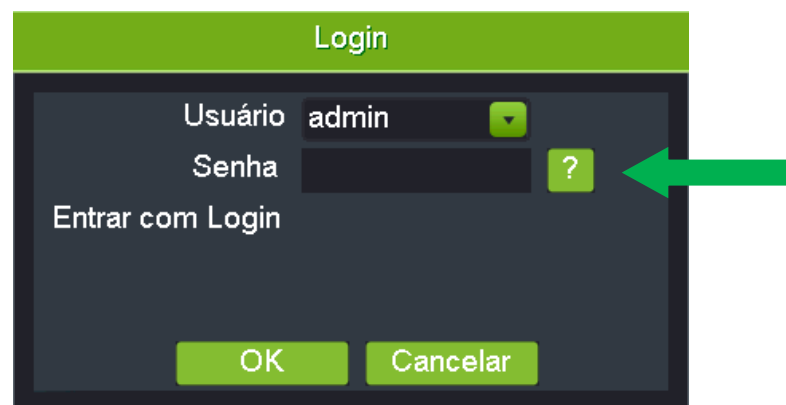 Login
Usuário admin
Senha ?
Entrar com Login
OK Cancelar